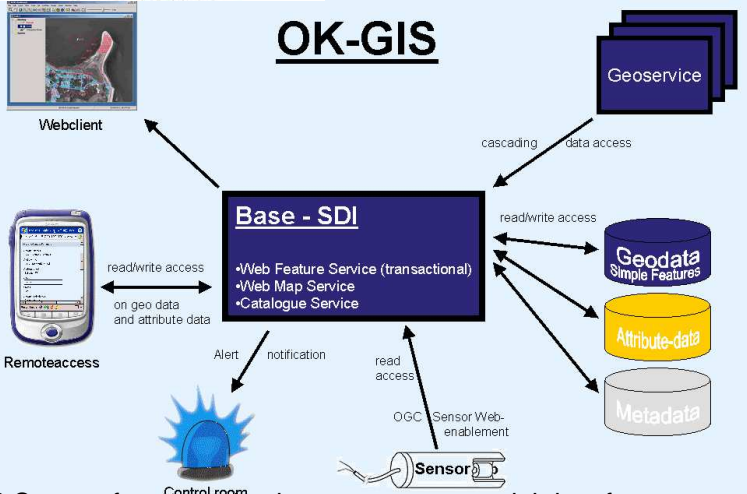 OK-GIS
Geoservice
Webclient
cascading data access
Base - SDI
•Web Feature Service (transactional)
•Web Map Service
•Catalogue Service
read/write access
Geodata
Simple Features
Attribute-data
Metadata
read/write access
on geo data
and attribute data
Remoteaccess
Alert notification
read
access
OGC Sensor Web-
enablement
Sensor
Control room